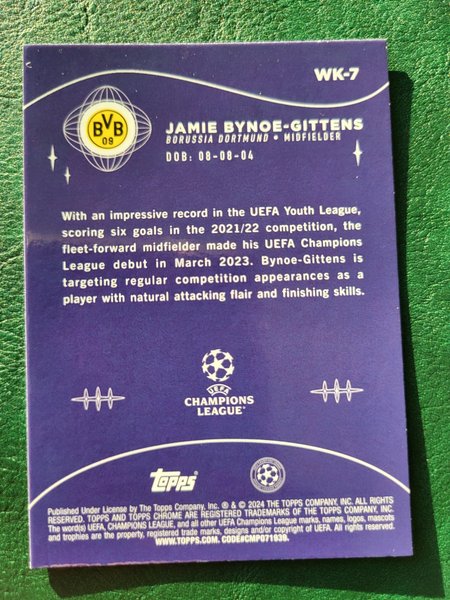 WK-7
BVB
09
JAMIE BYNOE-GITTENS
BORUSSIA DORTMUND • MIDFIELDER
DOB: 08-08-04
With an impressive record in the UEFA Youth League,
scoring six goals in the 2021/22 competition, the
fleet-forward midfielder made his UEFA Champions
League debut in March 2023. Bynoe-Gittens is
targeting regular competition appearances as a
player with natural attacking flair and finishing skills.
UEFA
CHAMPIONS
LEAGUE
topps
Published Under License by The Topps Company, Inc. ® & © 2024 THE TOPPS COMPANY, INC. ALL RIGHTS
RESERVED. TOPPS AND TOPPS CHROME ARE REGISTERED TRADEMARKS OF THE TOPPS COMPANY, INC.
The word(s) UEFA, CHAMPIONS LEAGUE, and all other UEFA Champions League marks, names, logos, mascots
and trophies are the property, registered trade marks, designs and/or copyright of UEFA. All rights reserved.
WWW.TOPPS.COM. CODE#CMP071639.